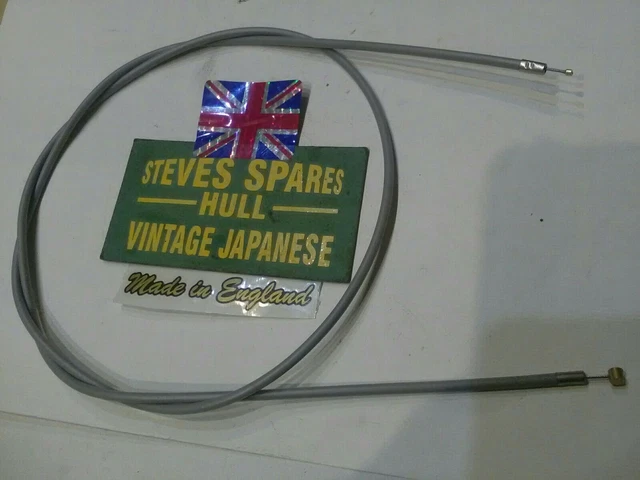 STEVES SPARES
HULL
VINTAGE JAPANESE
Made in England